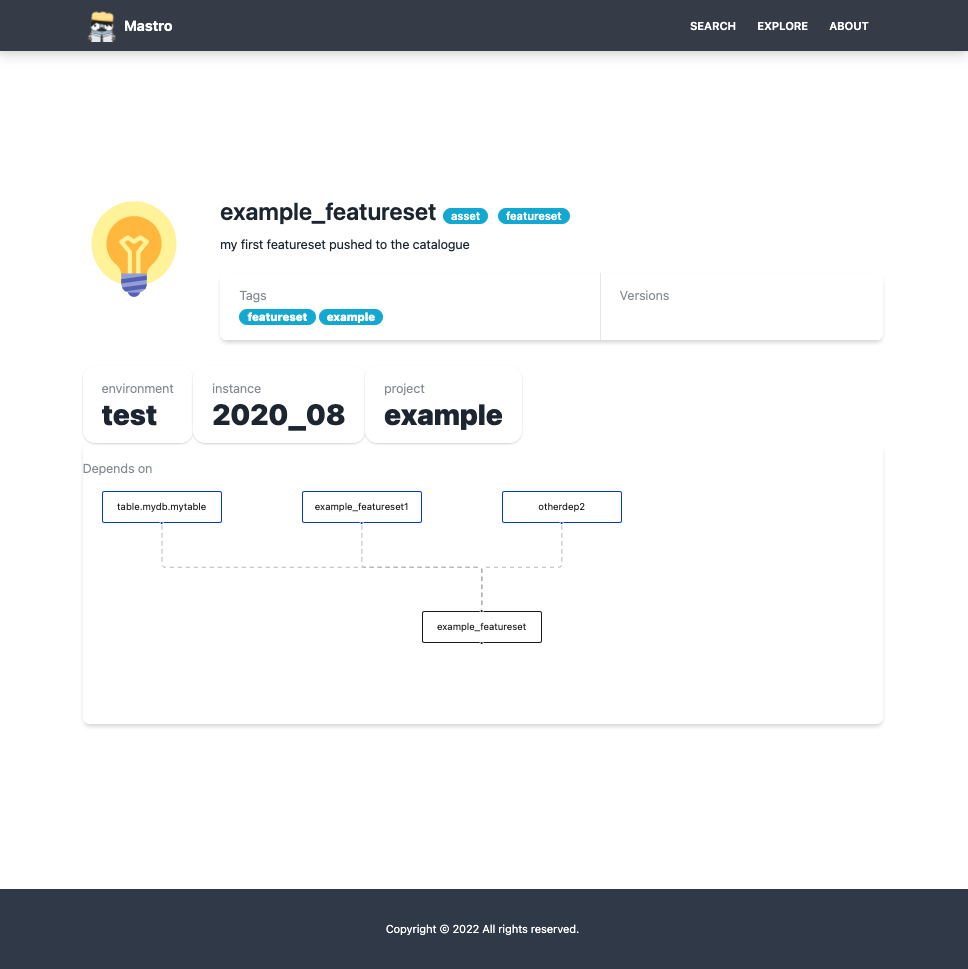 Mastro SEARCH EXPLORE ABOUT
example_featureset asset featureset
my first featureset pushed to the catalogue
Tags Versions
featureset example
environment instance project
test 2020_08 example
Depends on
table.mydb.mytable example_featureset1 otherdep2
example_featureset
Copyright © 2022 All rights reserved.